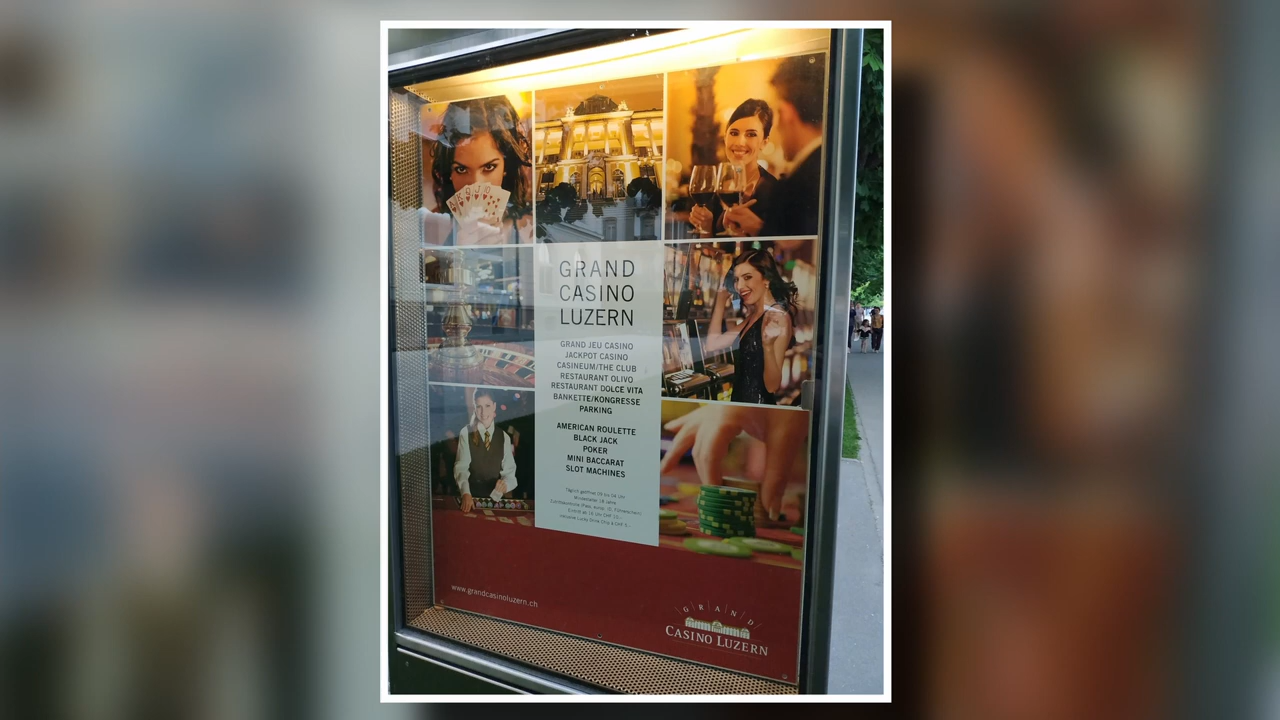 GRAND
CASINO
LUZERN
GRAND JEU CASINO
JACKPOT CASINO
CASINEUM/THE CLUB
RESTAURANT OLIVO
RESTAURANT DOLCE VITA
BANKETTE/KONGRESSE
PARKING
AMERICAN ROULETTE
BLACK JACK
POKER
MINI BACCARAT
SLOT MACHINES
www.grandcasinoluzern.ch
GRAND
CASINO LUZERN